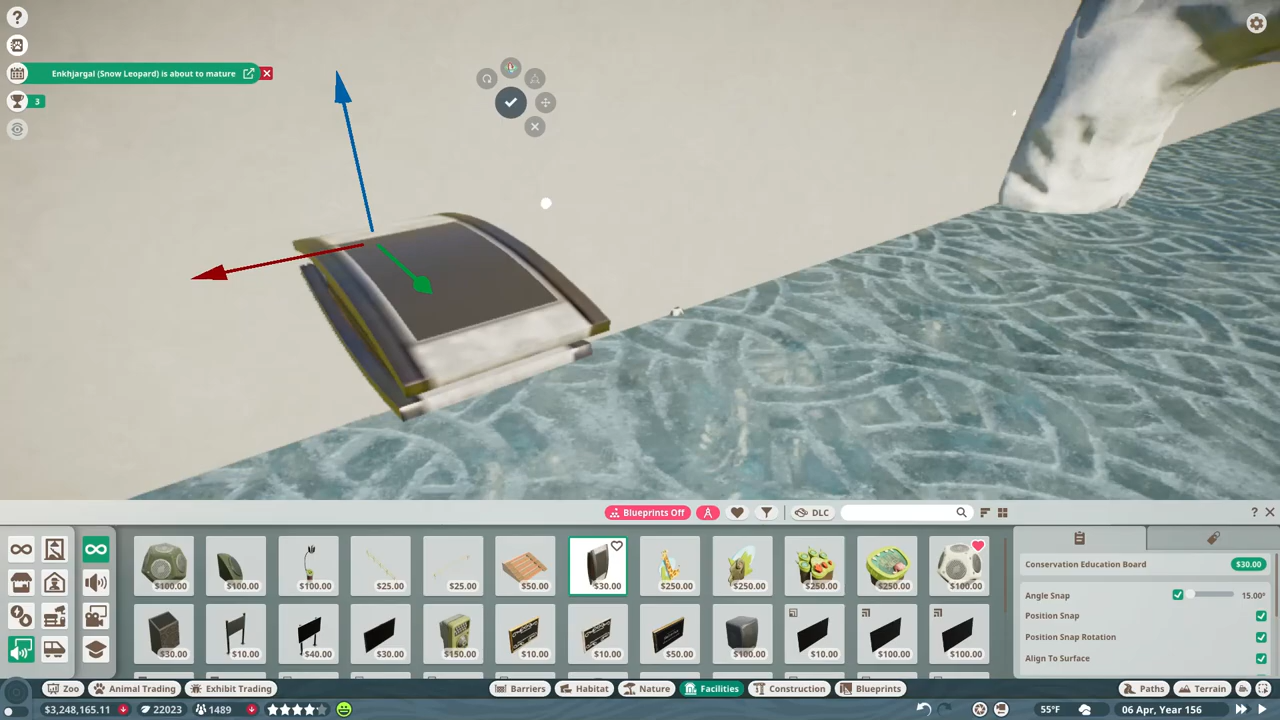 ?
Enkhjargal (Snow Leopard) is about to mature
3
Blueprints Off
DLC
?
$100.00
$100.00
$100.00
$25.00
$25.00
$50.00
$30.00
$250.00
$250.00
$250.00
$250.00
$100.00
$30.00
$10.00
$40.00
$30.00
$150.00
$10.00
$10.00
$50.00
$100.00
$10.00
$100.00
$100.00
Conservation Education Board $30.00
Angle Snap 15.00°
Position Snap
Position Snap Rotation
Align To Surface
Zoo Animal Trading Exhibit Trading Barriers Habitat Nature Facilities Construction Blueprints Paths Terrain
$3,248,165.11 22023 1489 55°F 06 Apr, Year 156